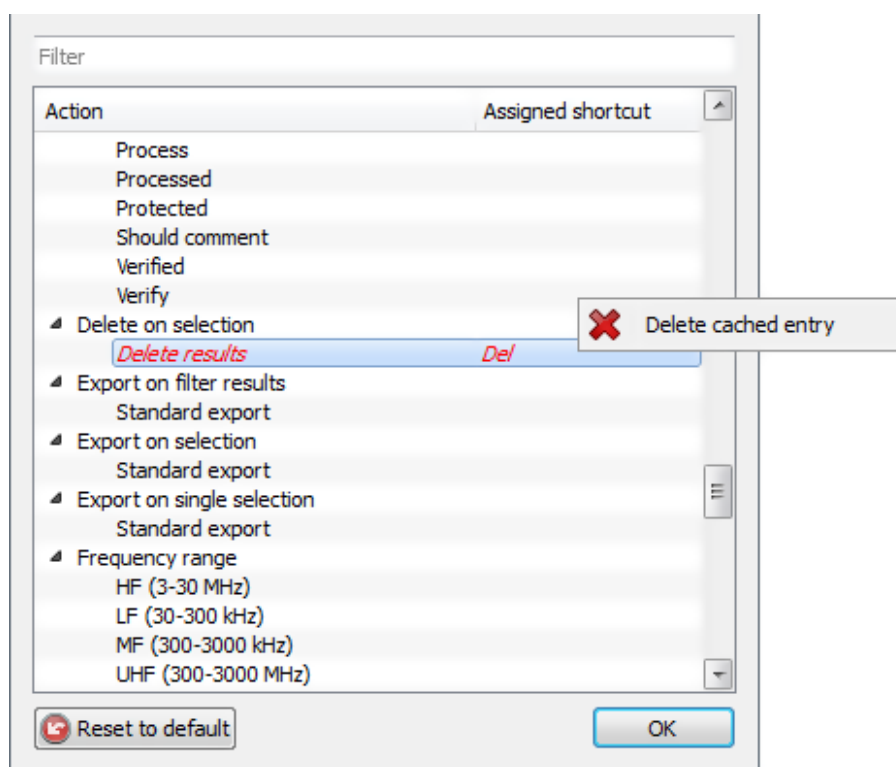 Filter
Action Assigned shortcut
Process
Processed
Protected
Should comment
Verified
Verify
Delete on selection
Delete cached entry
Delete results Del
Export on filter results
Standard export
Export on selection
Standard export
Export on single selection
Standard export
Frequency range
HF (3-30 MHz)
LF (30-300 kHz)
MF (300-3000 kHz)
UHF (300-3000 MHz)
Reset to default OK